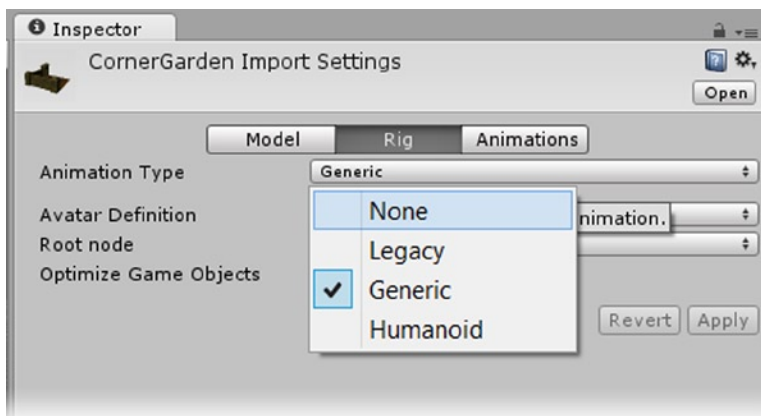 Inspector
CornerGarden Import Settings
Open
Model Rig Animations
Animation Type Generic
Avatar Definition None nimation.
Root node Legacy
Optimize Game Objects Generic
Humanoid Revert Apply